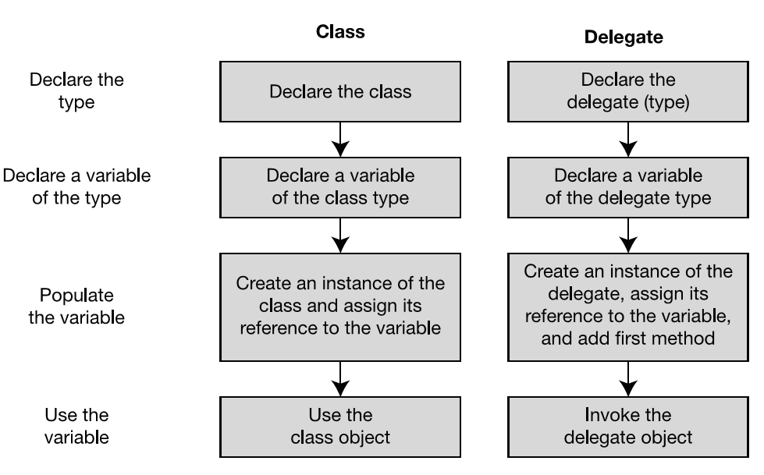 Class
Delegate
Declare the
type
Declare the class
Declare the
delegate (type)
Declare a variable
of the type
Declare a variable
of the class type
Declare a variable
of the delegate type
Populate
the variable
Create an instance of the
class and assign its
reference to the variable
Create an instance of the
delegate, assign its
reference to the variable,
and add first method
Use the
variable
Use the
class object
Invoke the
delegate object